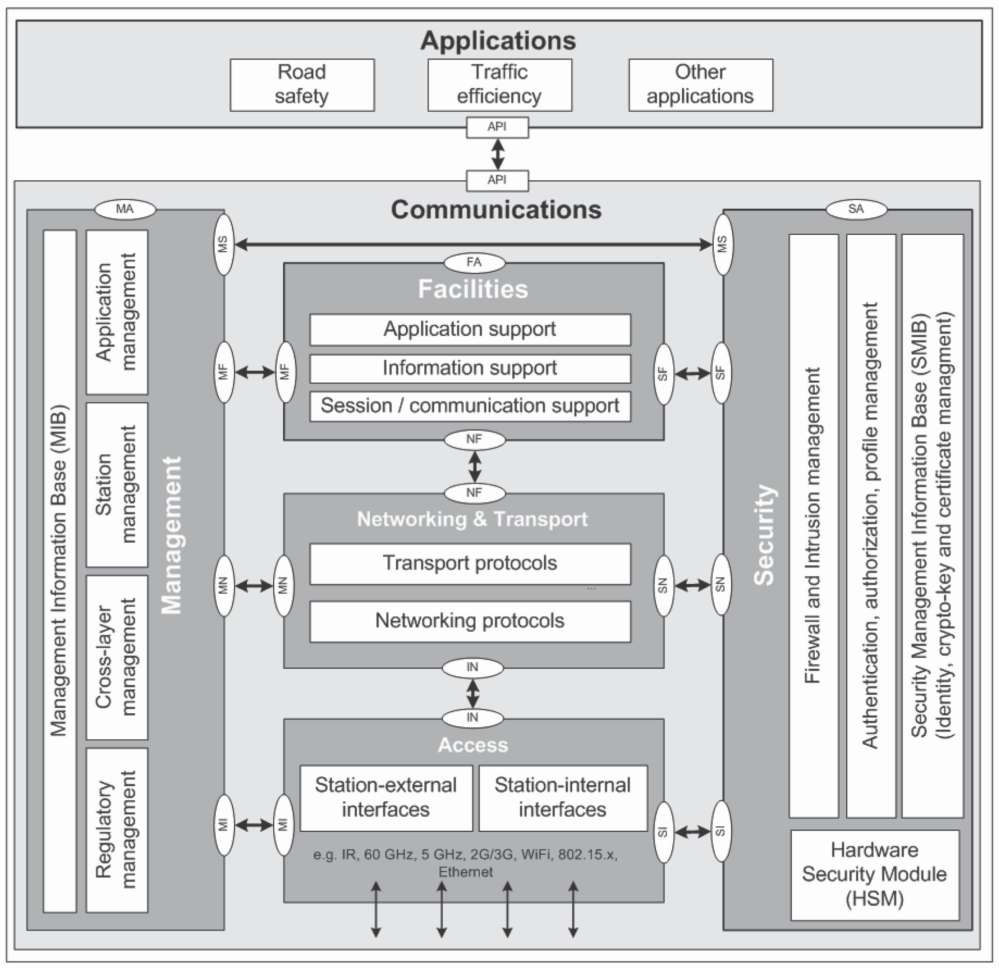 Applications
Road
safety
Traffic
efficiency
Other
applications
API
API
Communications
MA
SA
MS
MS
FA
Facilities
Application support
Information support
Session / communication support
MF
MF
SF
SF
NF
NF
Networking & Transport
Transport protocols
...
Networking protocols
MN
MN
SN
SN
IN
IN
Access
Station-external
interfaces
Station-internal
interfaces
e.g. IR, 60 GHz, 5 GHz, 2G/3G, WiFi, 802.15.x,
Ethernet
MI
MI
SI
SI
Management Information Base (MIB)
Application
management
Station
management
Cross-layer
management
Regulatory
management
Management
Security
Firewall and Intrusion management
Authentication, authorization, profile management
Security Management Information Base (SMIB)
(Identity, crypto-key and certificate managment)
Hardware
Security Module
(HSM)